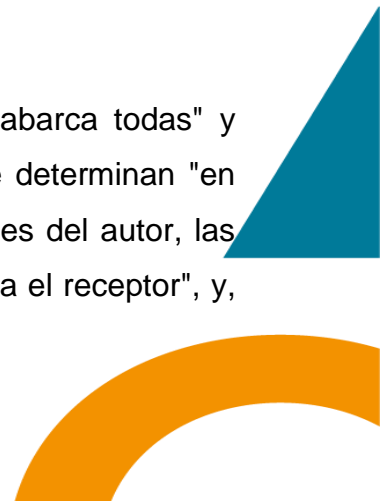 abarca todas" y
determinan "en
es del autor, las
a el receptor", y,